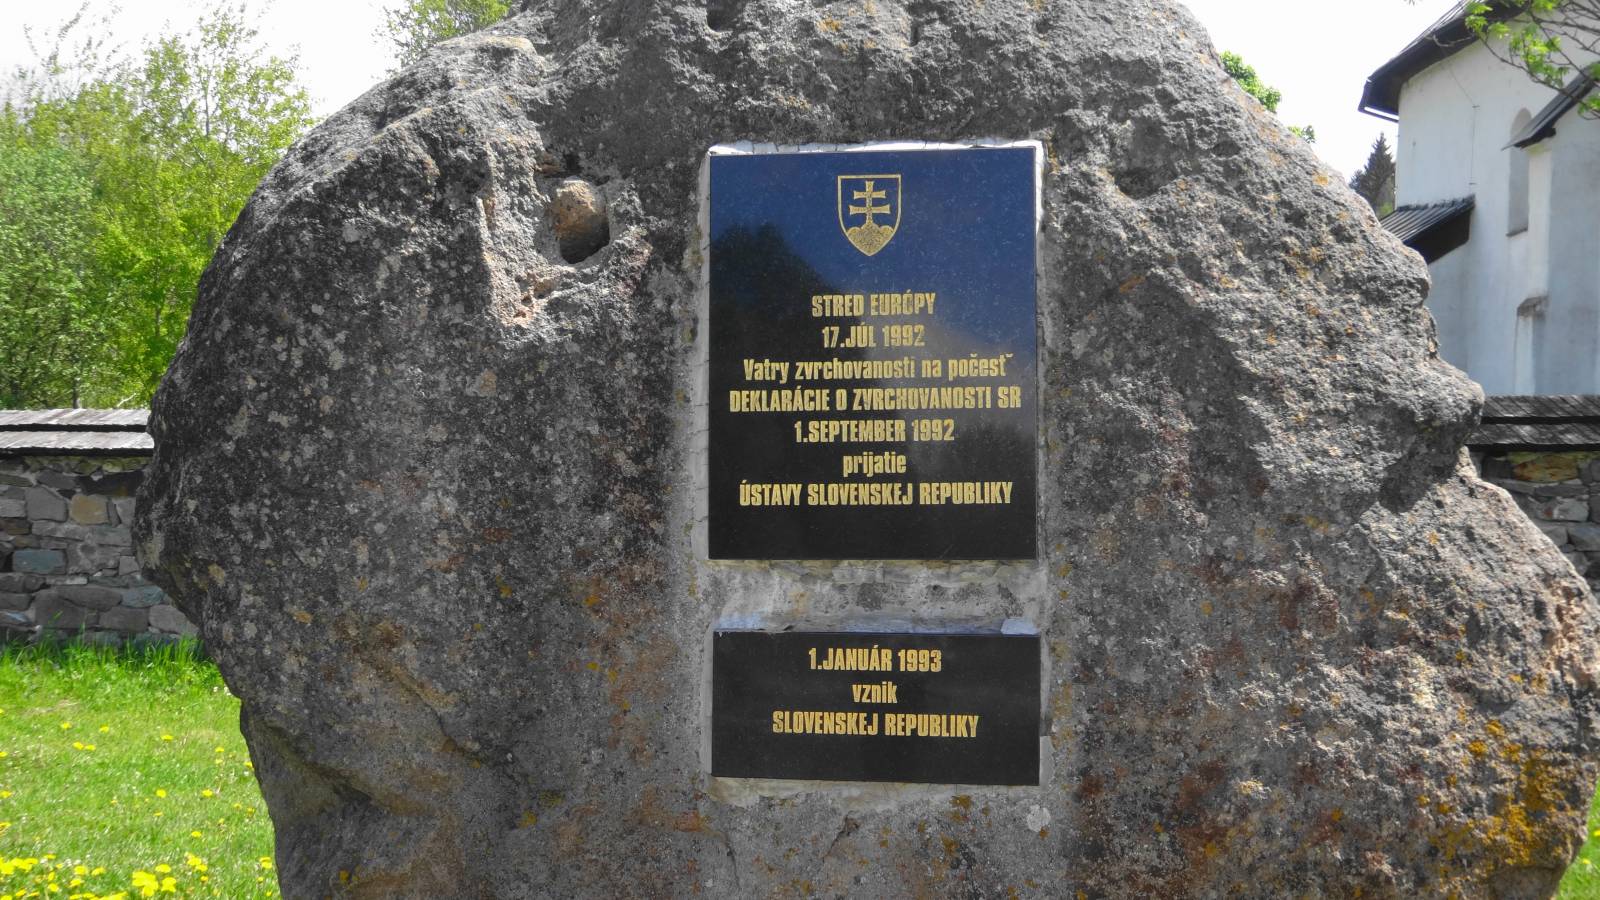 STRED EURÓPY
17.JÚL 1992
Vatry zvrchovanosti na počesť
DEKLARÁCIE O ZVRCHOVANOSTI SR
1.SEPTEMBER 1992
prijatie
ÚSTAVY SLOVENSKEJ REPUBLIKY
1.JANUÁR 1993
vznik
SLOVENSKEJ REPUBLIKY